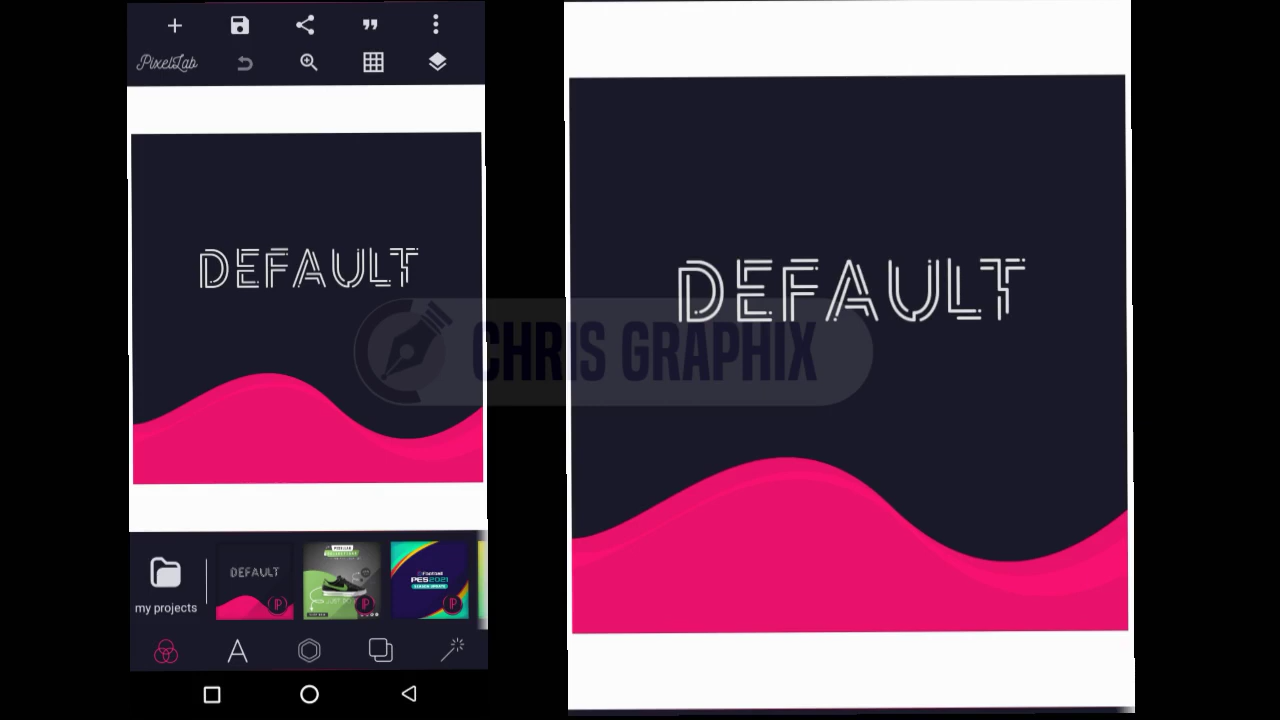 PixelLab
DEFAULT
DEFAULT
CHRIS GRAPHIX
my projects
DEFAULT
PES2021